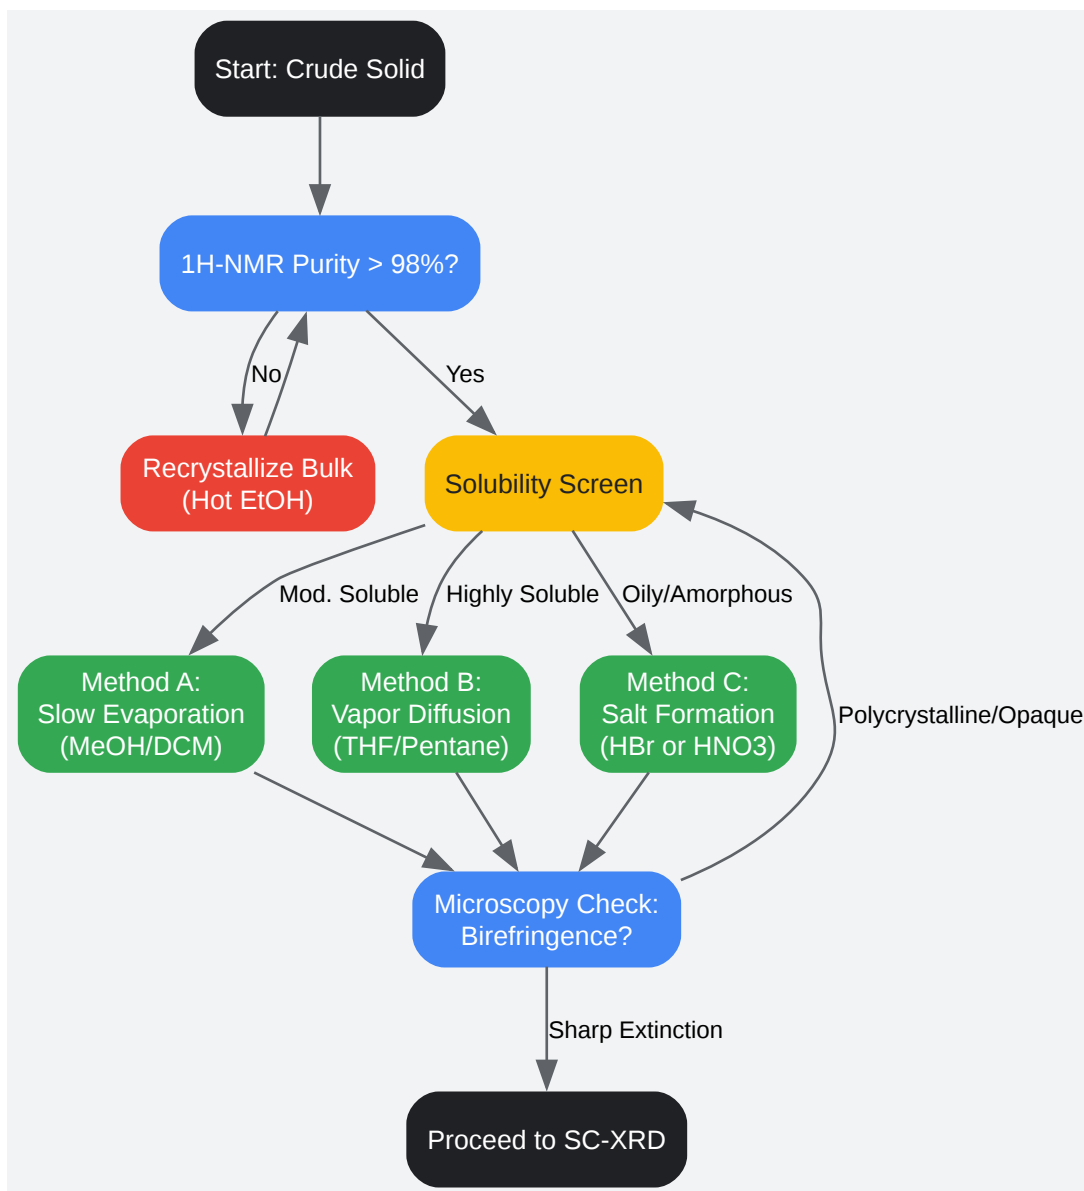 Start: Crude Solid
1H-NMR Purity > 98%?
No
Yes
Recrystallize Bulk
(Hot EtOH)
Solubility Screen
Mod. Soluble
Highly Soluble
Oily/Amorphous
Method A:
Slow Evaporation
(MeOH/DCM)
Method B:
Vapor Diffusion
(THF/Pentane)
Method C:
Salt Formation
(HBr or HNO3)
Polycrystalline/Opaque
Microscopy Check:
Birefringence?
Sharp Extinction
Proceed to SC-XRD